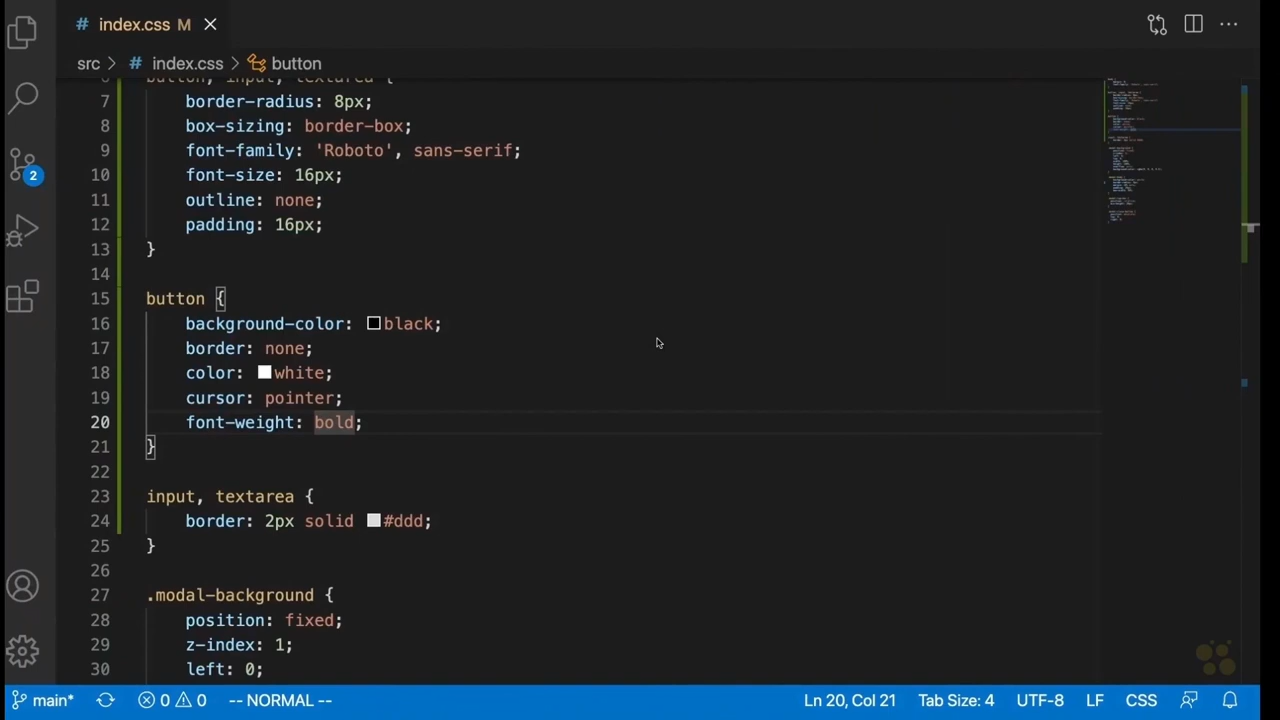 index.css M
src > index.css > button
button, input, textarea {
7 border-radius: 8px;
8 box-sizing: border-box;
9 font-family: 'Roboto', sans-serif;
10 font-size: 16px;
11 outline: none;
12 padding: 16px;
13 }
14
15 button {
16 background-color: black;
17 border: none;
18 color: white;
19 cursor: pointer;
20 font-weight: bold;
21 }
22
23 input, textarea {
24 border: 2px solid #ddd;
25 }
26
27 .modal-background {
28 position: fixed;
29 z-index: 1;
30 left: 0;
2
main* 0 0 -- NORMAL -- Ln 20, Col 21 Tab Size: 4 UTF-8 LF CSS